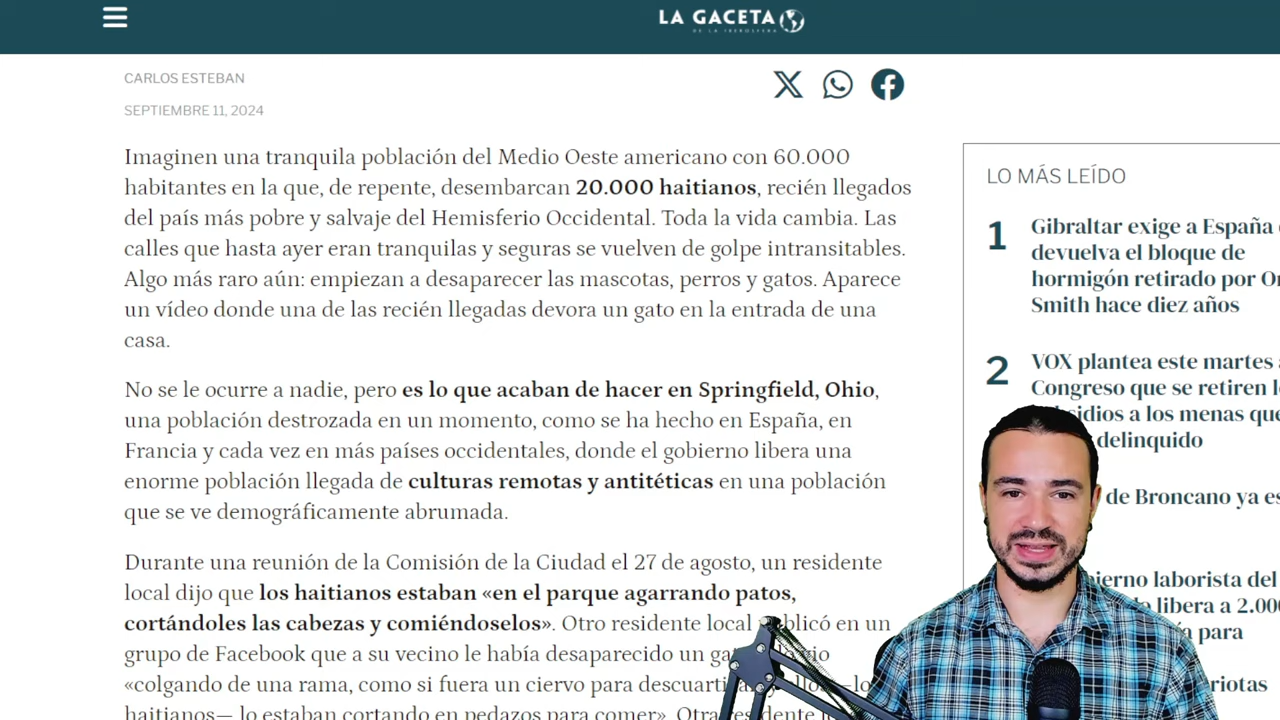 LA GACETA
DE LA IBEROSFERA
CARLOS ESTEBAN
SEPTIEMBRE 11, 2024
Imaginen una tranquila población del Medio Oeste americano con 60.000
habitantes en la que, de repente, desembarcan 20.000 haitianos, recién llegados
del país más pobre y salvaje del Hemisferio Occidental. Toda la vida cambia. Las
calles que hasta ayer eran tranquilas y seguras se vuelven de golpe intransitables.
Algo más raro aún: empiezan a desaparecer las mascotas, perros y gatos. Aparece
un vídeo donde una de las recién llegadas devora un gato en la entrada de una
casa.
No se le ocurre a nadie, pero es lo que acaban de hacer en Springfield, Ohio,
una población destrozada en un momento, como se ha hecho en España, en
Francia y cada vez en más países occidentales, donde el gobierno libera una
enorme población llegada de culturas remotas y antitéticas en una población
que se ve demográficamente abrumada.
Durante una reunión de la Comisión de la Ciudad el 27 de agosto, un residente
local dijo que los haitianos estaban «en el parque agarrando patos,
cortándoles las cabezas y comiéndoselos». Otro residente local publicó en un
grupo de Facebook que a su vecino le había desaparecido un
«colgando de una rama, como si fuera un ciervo para
haitianos— lo estaban cortando en pedazos para comer». Otra
LO MÁS LEÍDO
1
Gibraltar exige a España
devuelva el bloque de
hormigón retirado por
Smith hace diez años
2
VOX plantea este martes
Congreso que se retiren
a los menas que
delinquido
de Broncano ya
laborista del
libera a 2.000
para